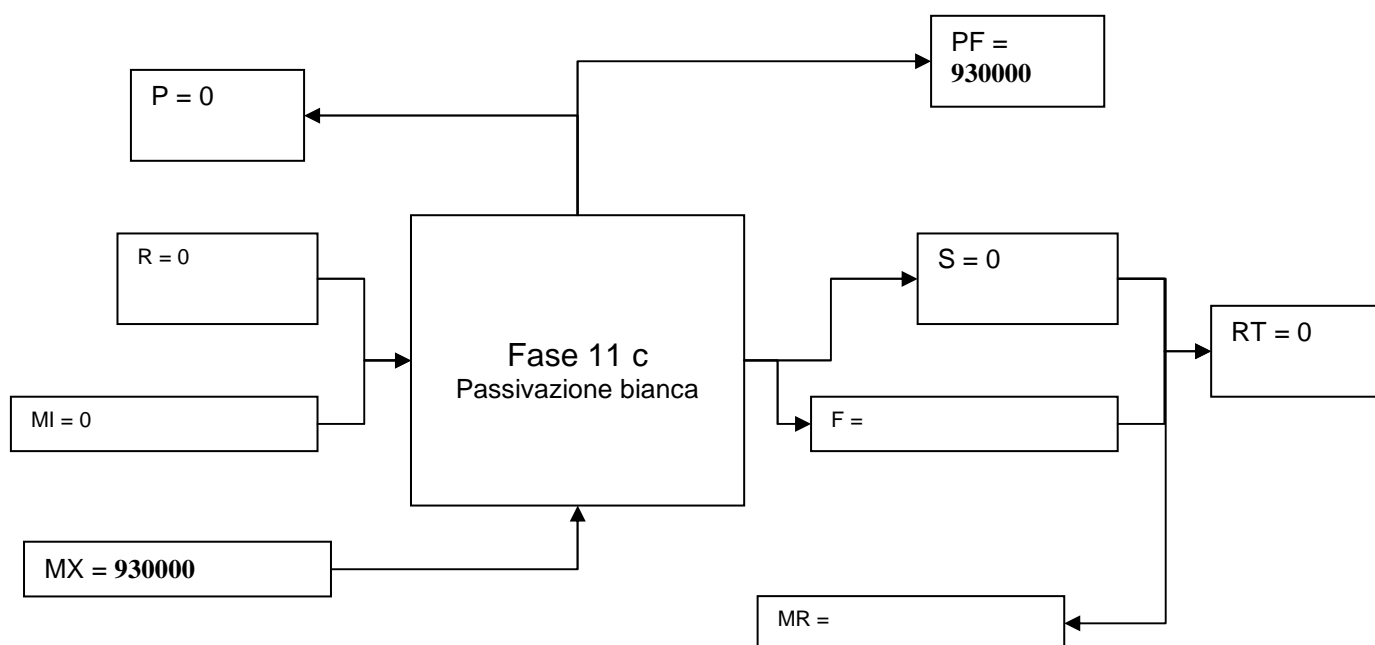 PF =
930000
P = 0
R = 0
S = 0
RT = 0
Fase 11 c
Passivazione bianca
MI = 0
F =
MX = 930000
MR =